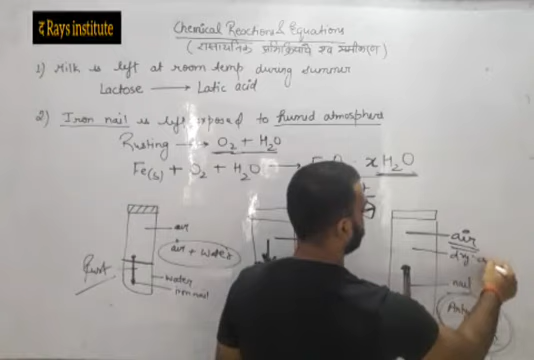 द Rays institute
Chemical Reactions & Equations
(रासायनिक अभिक्रियाएँ एवं समीकरण)
1) Milk is left at room temp during summer
Lactose → Latic acid
2) Iron nail is left exposed to humid atmosphere
Rusting → O₂ + H₂O
Fe(s) + O₂ + H₂O → x H₂O
air
air + water
Rust
water
iron nail
air
dry
nail